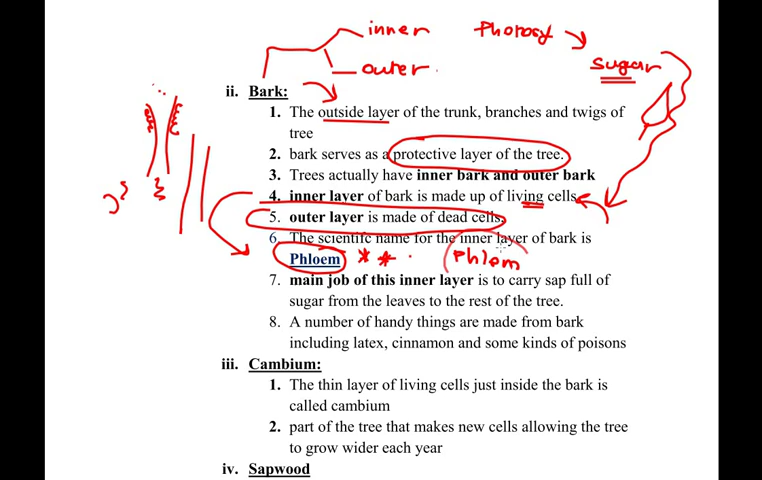 inner
Photosy
outer
sugar
ii. Bark:
1. The outside layer of the trunk, branches and twigs of
tree
2. bark serves as a protective layer of the tree.
3. Trees actually have inner bark and outer bark
4. inner layer of bark is made up of living cells
5. outer layer is made of dead cells.
6. The scientifc name for the inner layer of bark is
Phloem
Phlem
7. main job of this inner layer is to carry sap full of
sugar from the leaves to the rest of the tree.
8. A number of handy things are made from bark
including latex, cinnamon and some kinds of poisons
iii. Cambium:
1. The thin layer of living cells just inside the bark is
called cambium
2. part of the tree that makes new cells allowing the tree
to grow wider each year
iv. Sapwood